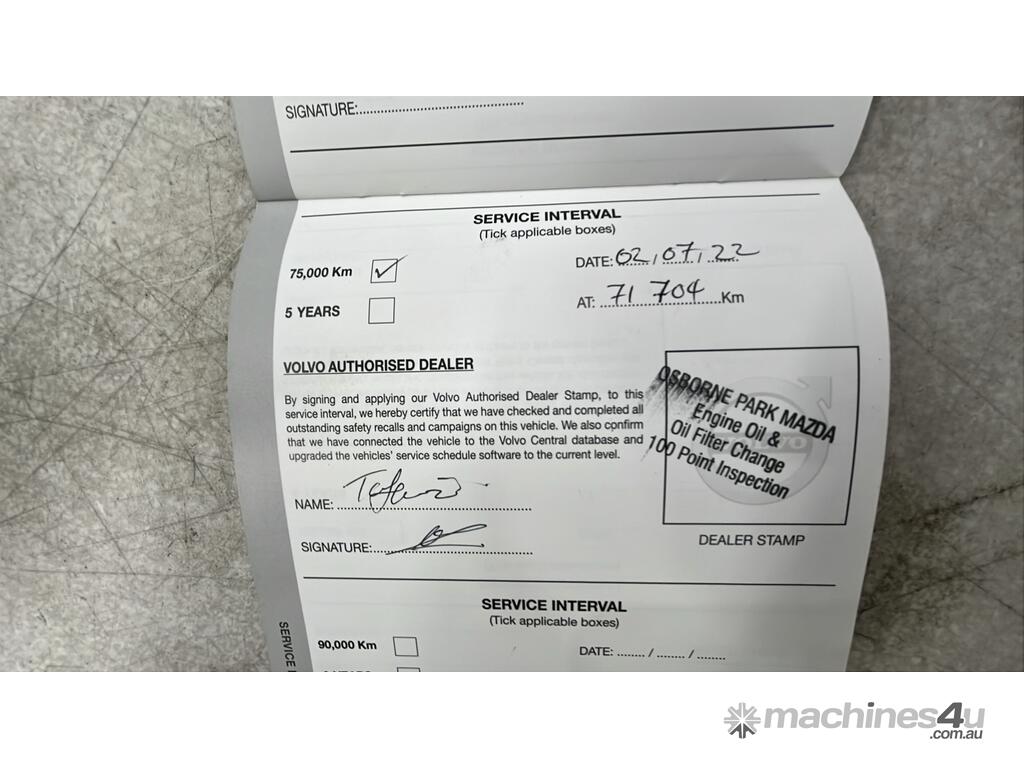 SIGNATURE:
SERVICE INTERVAL
(Tick applicable boxes)
75,000 Km
DATE: 02/07/22
5 YEARS
AT: 71 704 Km
VOLVO AUTHORISED DEALER
By signing and applying our Volvo Authorised Dealer Stamp, to this
service interval, we hereby certify that we have checked and completed all
outstanding safety recalls and campaigns on this vehicle. We also confirm
that we have connected the vehicle to the Volvo Central database and
upgraded the vehicles' service schedule software to the current level.
OSBORNE PARK MAZDA
Engine Oil &
Oil Filter Change
100 Point Inspection
NAME:
SIGNATURE:
DEALER STAMP
SERVICE INTERVAL
(Tick applicable boxes)
90,000 Km
DATE: ....... / ....... / .......
SERVICE
machines4u
.com.au